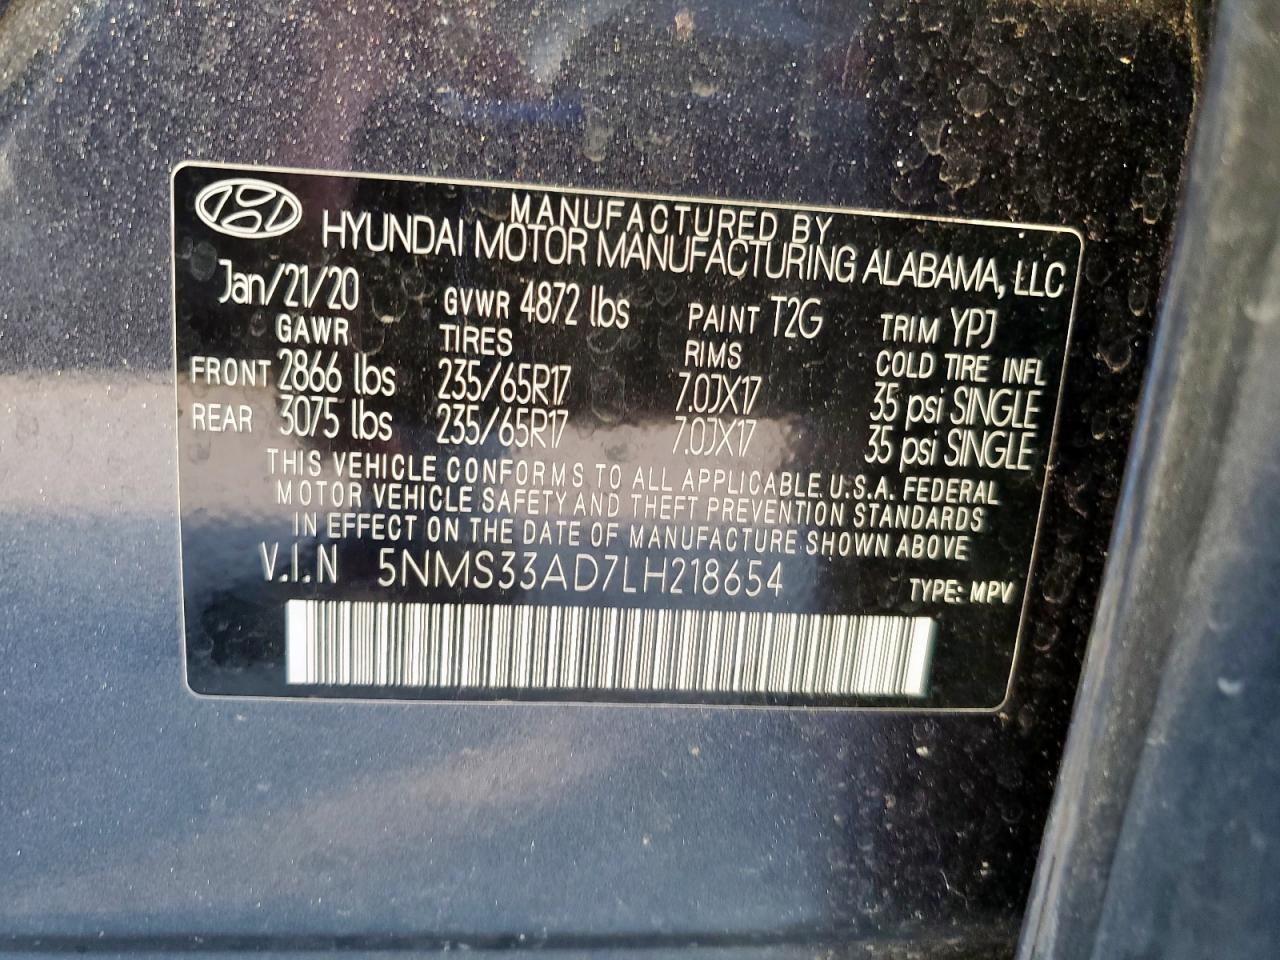 MANUFACTURED BY
HYUNDAI MOTOR MANUFACTURING ALABAMA, LLC
Jan/21/20 GVWR 4872 lbs PAINT T2G TRIM YPJ
GAWR TIRES RIMS COLD TIRE INFL
FRONT 2866 lbs 235/65R17 7.0JX17 35 psi SINGLE
REAR 3075 lbs 235/65R17 7.0JX17 35 psi SINGLE
THIS VEHICLE CONFORMS TO ALL APPLICABLE U.S.A. FEDERAL
MOTOR VEHICLE SAFETY AND THEFT PREVENTION STANDARDS
IN EFFECT ON THE DATE OF MANUFACTURE SHOWN ABOVE
V.I.N 5NMS33AD7LH218654 TYPE: MPV